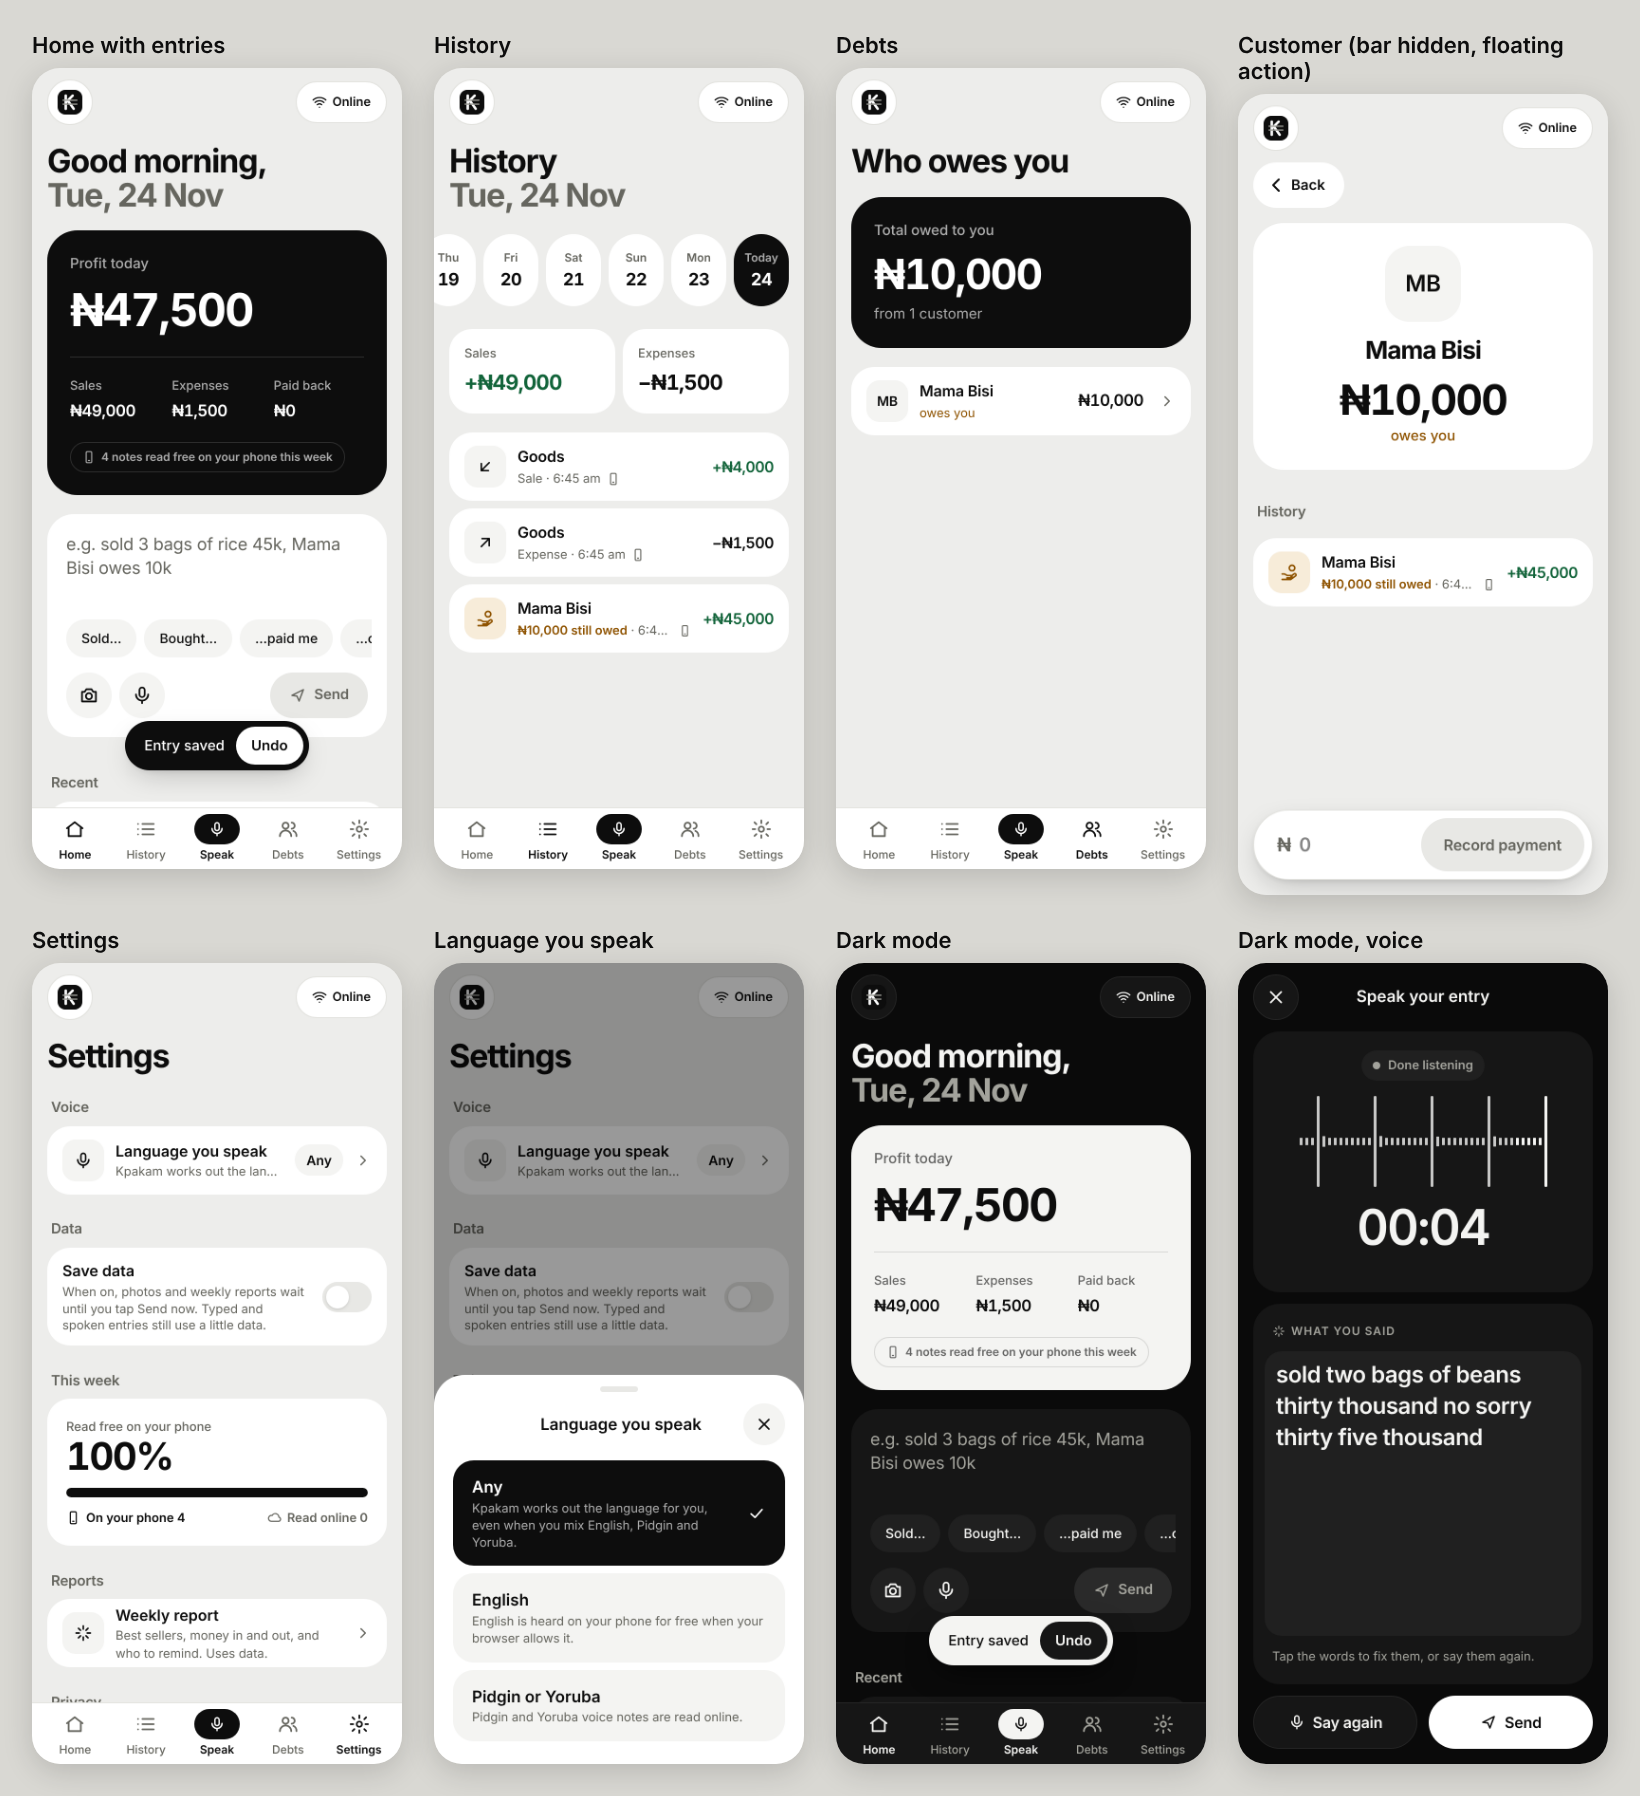 Home with entries
Online
Good morning,
Tue, 24 Nov
Profit today
₦47,500
Sales Expenses Paid back
₦49,000 ₦1,500 ₦0
4 notes read free on your phone this week
e.g. sold 3 bags of rice 45k, Mama
Bisi owes 10k
Sold... Bought... ...paid me
Send
Entry saved Undo
Recent
Home History Speak Debts Settings
History
Online
History
Tue, 24 Nov
Thu Fri Sat Sun Mon Today
19 20 21 22 23 24
Sales Expenses
+₦49,000 −₦1,500
Goods
Sale · 6:45 am
+₦4,000
Goods
Expense · 6:45 am
−₦1,500
Mama Bisi
₦10,000 still owed · 6:4...
+₦45,000
Home History Speak Debts Settings
Debts
Online
Who owes you
Total owed to you
₦10,000
from 1 customer
MB
Mama Bisi
owes you
₦10,000
Home History Speak Debts Settings
Customer (bar hidden, floating
action)
Online
Back
MB
Mama Bisi
₦10,000
owes you
History
Mama Bisi
₦10,000 still owed · 6:4...
+₦45,000
₦ 0 Record payment
Settings
Online
Settings
Voice
Language you speak
Kpakam works out the lan...
Any
Data
Save data
When on, photos and weekly reports wait
until you tap Send now. Typed and
spoken entries still use a little data.
This week
Read free on your phone
100%
On your phone 4 Read online 0
Reports
Weekly report
Best sellers, money in and out, and
who to remind. Uses data.
Privacy
Home History Speak Debts Settings
Language you speak
Online
Settings
Voice
Language you speak
Kpakam works out the lan...
Any
Data
Save data
When on, photos and weekly reports wait
until you tap Send now. Typed and
spoken entries still use a little data.
Language you speak
Any
Kpakam works out the language for you,
even when you mix English, Pidgin and
Yoruba.
English
English is heard on your phone for free when your
browser allows it.
Pidgin or Yoruba
Pidgin and Yoruba voice notes are read online.
Dark mode
Online
Good morning,
Tue, 24 Nov
Profit today
₦47,500
Sales Expenses Paid back
₦49,000 ₦1,500 ₦0
4 notes read free on your phone this week
e.g. sold 3 bags of rice 45k, Mama
Bisi owes 10k
Sold... Bought... ...paid me
Send
Entry saved Undo
Recent
Home History Speak Debts Settings
Dark mode, voice
Speak your entry
Done listening
00:04
WHAT YOU SAID
sold two bags of beans
thirty thousand no sorry
thirty five thousand
Tap the words to fix them, or say them again.
Say again Send